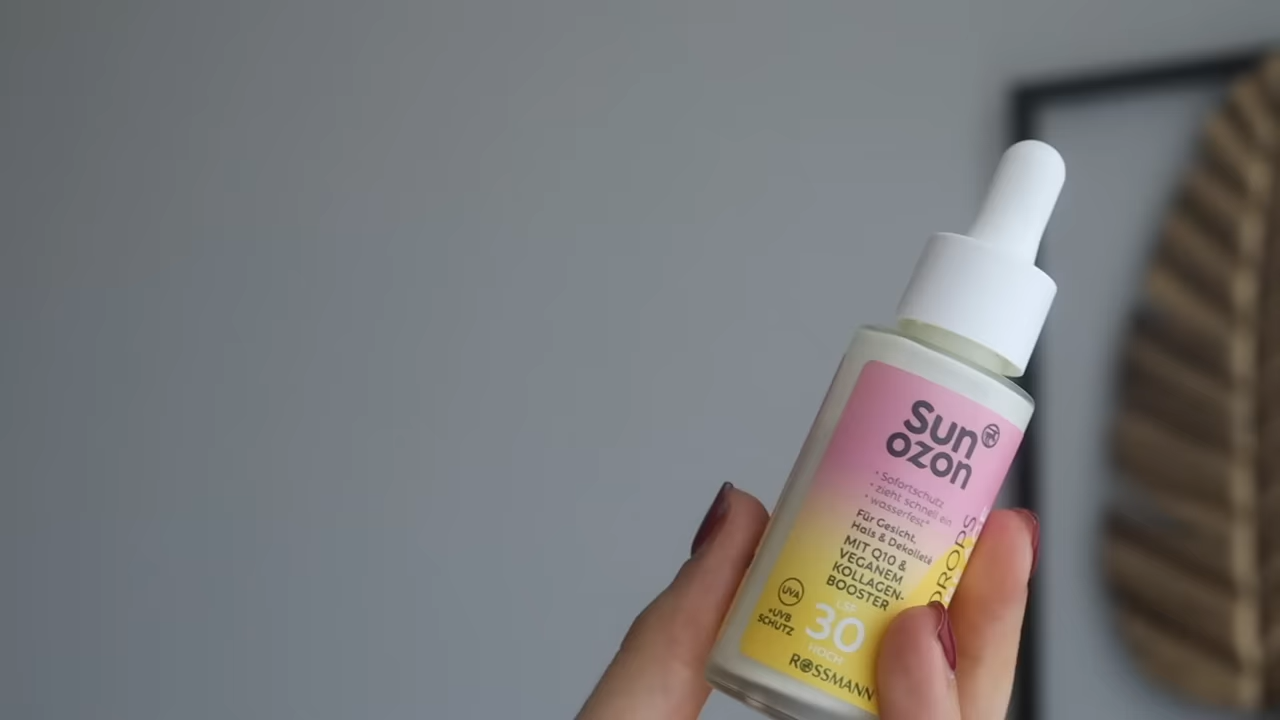 Sun
ozon
• Sofortschutz
• zieht schnell ein
• wasserfest*
Für Gesicht,
Hals & Dekolleté
MIT Q10 &
VEGANEM
KOLLAGEN-
BOOSTER
UVA
+UVB
SCHUTZ
LSF
30
HOCH
ROSSMANN
DROPS